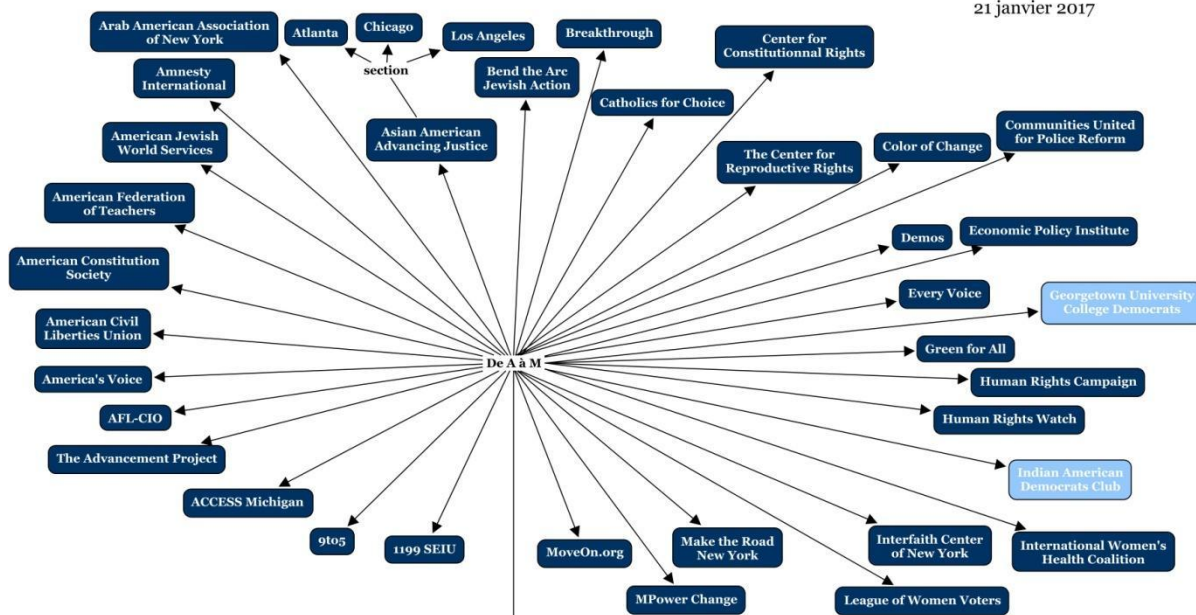 21 janvier 2017
Arab American Association
of New York
Atlanta
Chicago
Los Angeles
section
Breakthrough
Center for
Constitutionnal Rights
Amnesty
International
Bend the Arc
Jewish Action
Catholics for Choice
American Jewish
World Services
Asian American
Advancing Justice
The Center for
Reproductive Rights
Color of Change
Communities United
for Police Reform
American Federation
of Teachers
Demos
Economic Policy Institute
American Constitution
Society
Every Voice
Georgetown University
College Democrats
American Civil
Liberties Union
De A à M
Green for All
America's Voice
Human Rights Campaign
AFL-CIO
Human Rights Watch
The Advancement Project
Indian American
Democrats Club
ACCESS Michigan
9to5
1199 SEIU
MoveOn.org
Make the Road
New York
Interfaith Center
of New York
International Women's
Health Coalition
MPower Change
League of Women Voters